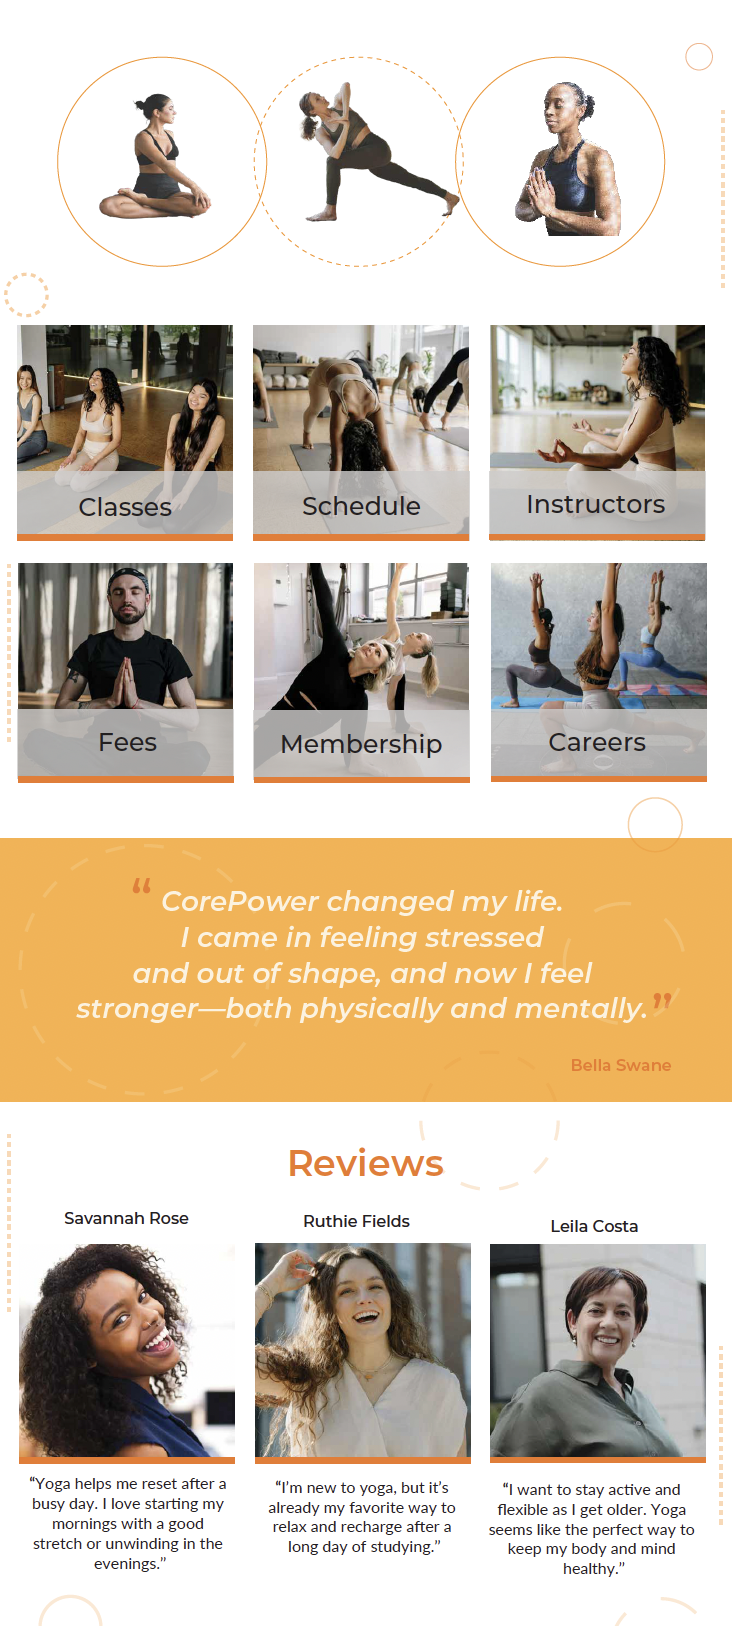 Classes
Schedule
Instructors
Fees
Membership
Careers
“ CorePower changed my life.
I came in feeling stressed
and out of shape, and now I feel
stronger—both physically and mentally. ”
Bella Swane
Reviews
Savannah Rose
Ruthie Fields
Leila Costa
“Yoga helps me reset after a
busy day. I love starting my
mornings with a good
stretch or unwinding in the
evenings.”
“I’m new to yoga, but it’s
already my favorite way to
relax and recharge after a
long day of studying.”
“I want to stay active and
flexible as I get older. Yoga
seems like the perfect way to
keep my body and mind
healthy.”